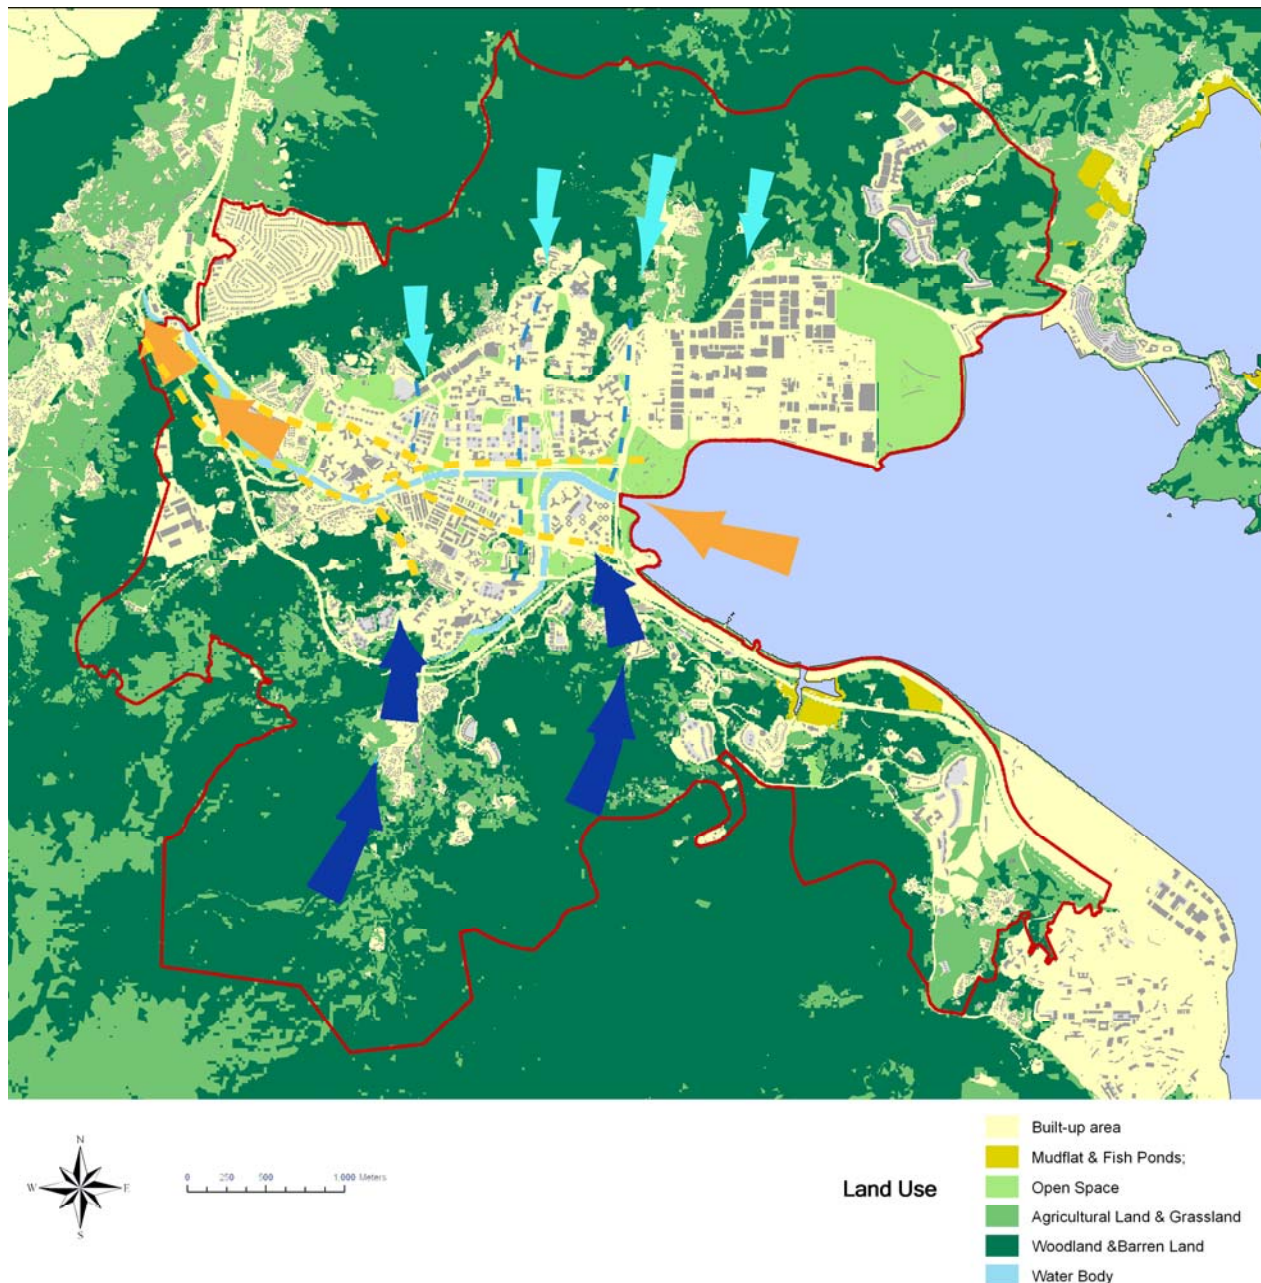 N
W E
S
0 250 500 1,000 Meters
Land Use
Built-up area
Mudflat & Fish Ponds;
Open Space
Agricultural Land & Grassland
Woodland &Barren Land
Water Body